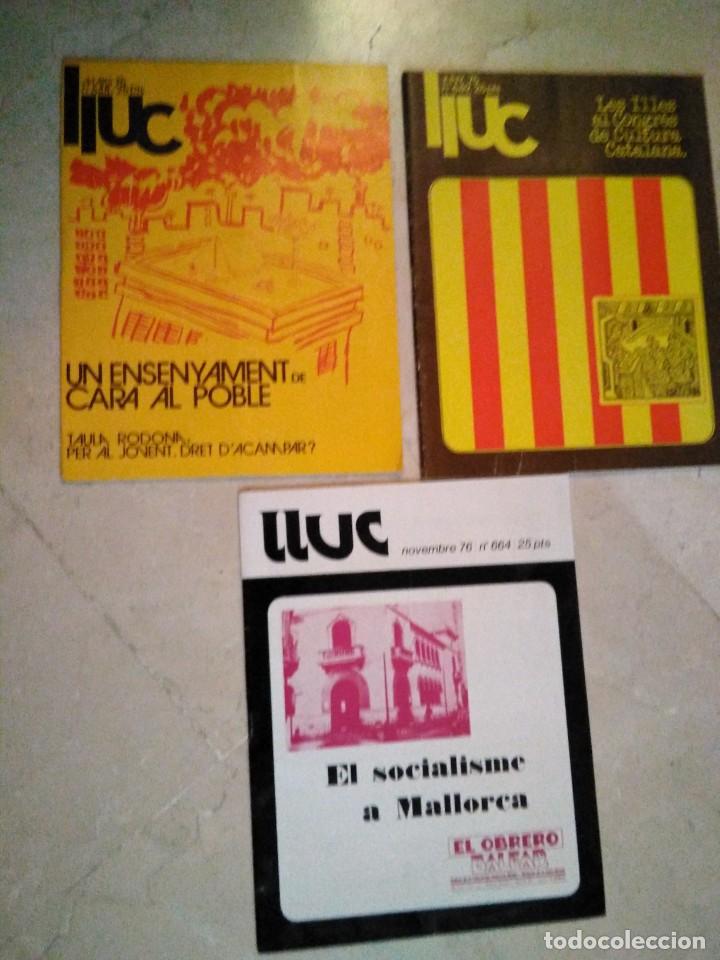 lluc
UN ENSENYAMENT DE
CARA AL POBLE
TAULA RODONA.
PER AL JOVENT, DRET D'ACAMPAR?
lluc
Les Illes
al Congrés
de Cultura
Catalana.
lluc
novembre 76 nº 664 25 pts
El socialisme
a Mallorca
EL OBRERO
BALEAR
todocoleccion.net